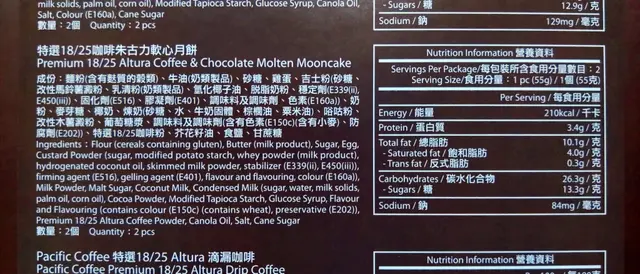 milk solids, palm oil, corn oil), Modified Tapioca Starch, Glucose Syrup, Canola Oil,
Salt, Colour (E160a), Cane Sugar
數量：2個 Quantity：2 pcs
特選18/25咖啡朱古力軟心月餅
Premium 18/25 Altura Coffee & Chocolate Molten Mooncake
成份：麵粉(含有麩質的穀類)、牛油(奶類製品)、砂糖、雞蛋、吉士粉(砂糖、
改性馬鈴薯澱粉、乳清粉(奶類製品)、氫化椰子油、脫脂奶粉、穩定劑(E339(ii),
E450(iii))、固化劑(E516)、膠凝劑(E401)、調味料及調味劑、色素(E160a))、奶
粉、麥芽糖、椰奶、煉奶(砂糖、水、牛奶固體、棕櫚油、粟米油)、咕咕粉、
改性木薯澱粉、葡萄糖漿、調味料及調味劑(含有色素(E150c)(含有小麥)、防
腐劑(E202))、特選18/25咖啡粉、芥花籽油、食鹽、甘蔗糖
Ingredients：Flour (cereals containing gluten), Butter (milk product), Sugar, Egg,
Custard Powder (sugar, modified potato starch, whey powder (milk product),
hydrogenated coconut oil, skimmed milk powder, stabilizer (E339(ii), E450(iii)),
firming agent (E516), gelling agent (E401), flavour and flavouring, colour (E160a)),
Milk Powder, Malt Sugar, Coconut Milk, Condensed Milk (sugar, water, milk solids,
palm oil, corn oil), Cocoa Powder, Modified Tapioca Starch, Glucose Syrup, Flavour
and Flavouring (contains colour (E150c) (contains wheat), preservative (E202)),
Premium 18/25 Altura Coffee Powder, Canola Oil, Salt, Cane Sugar
數量：2個 Quantity：2 pcs
Pacific Coffee 特選18/25 Altura 滴漏咖啡
Pacific Coffee Premium 18/25 Altura Drip Coffee
- Sugars / 糖 12.9g / 克
Sodium / 鈉 129mg / 毫克
Nutrition Information 營養資料
Servings Per Package/每包裝所含食用分量數目：2
Serving Size/食用分量：1 pc (55g) / 1個 (55克)
Per Serving / 每食用分量
Energy / 能量 210kcal / 千卡
Protein / 蛋白質 3.4g / 克
Total fat / 總脂肪 10.1g / 克
- Saturated fat / 飽和脂肪 4.0g / 克
- Trans fat / 反式脂肪 0.3g / 克
Carbohydrates / 碳水化合物 26.3g / 克
- Sugars / 糖 13.3g / 克
Sodium / 鈉 84mg / 毫克
Nutrition Information 營養資料